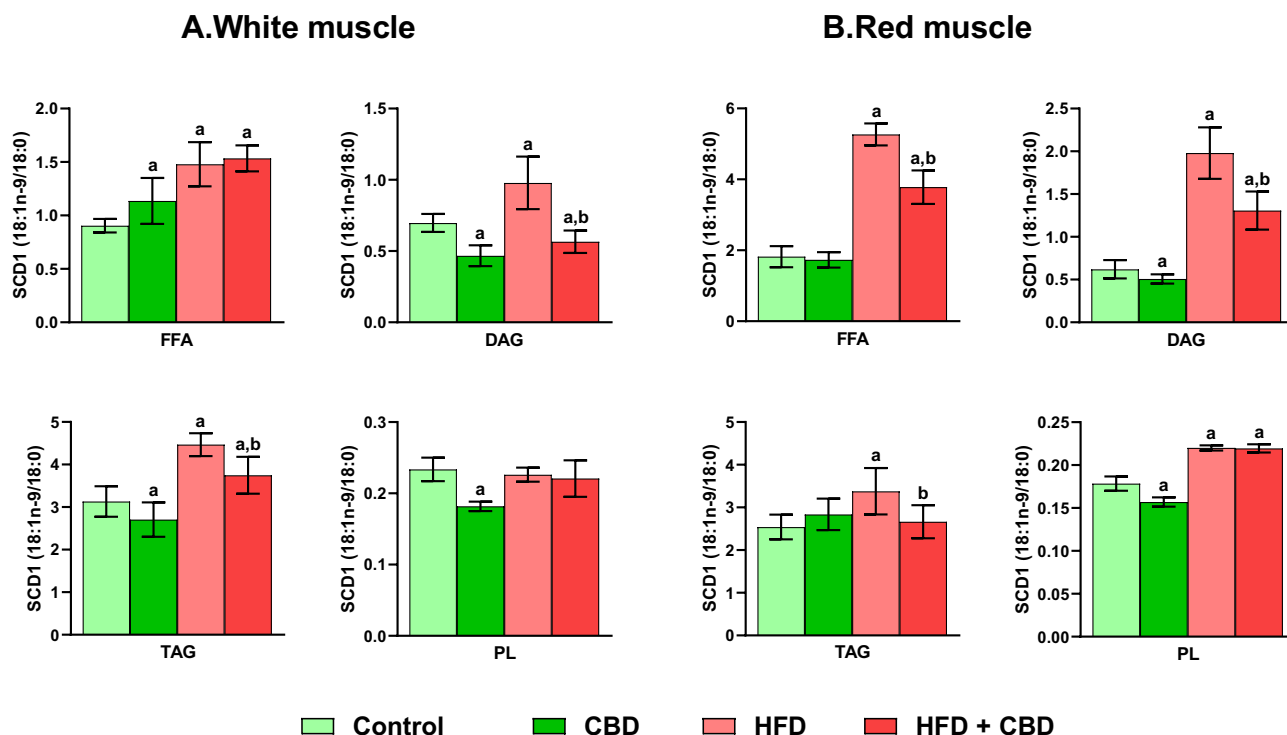 A.White muscle
B.Red muscle
SCD1 (18:1n-9/18:0)
2.0
1.5
1.0
0.5
0.0
a
a
a
FFA
SCD1 (18:1n-9/18:0)
1.5
1.0
0.5
0.0
a
a
a,b
DAG
SCD1 (18:1n-9/18:0)
6
4
2
0
a
a,b
FFA
SCD1 (18:1n-9/18:0)
2.5
2.0
1.5
1.0
0.5
0.0
a
a
a,b
DAG
SCD1 (18:1n-9/18:0)
5
4
3
2
1
0
a
a
a,b
TAG
SCD1 (18:1n-9/18:0)
0.3
0.2
0.1
0.0
a
PL
SCD1 (18:1n-9/18:0)
5
4
3
2
1
0
a
b
TAG
SCD1 (18:1n-9/18:0)
0.25
0.20
0.15
0.10
0.05
0.00
a
a
a
PL
Control
CBD
HFD
HFD + CBD